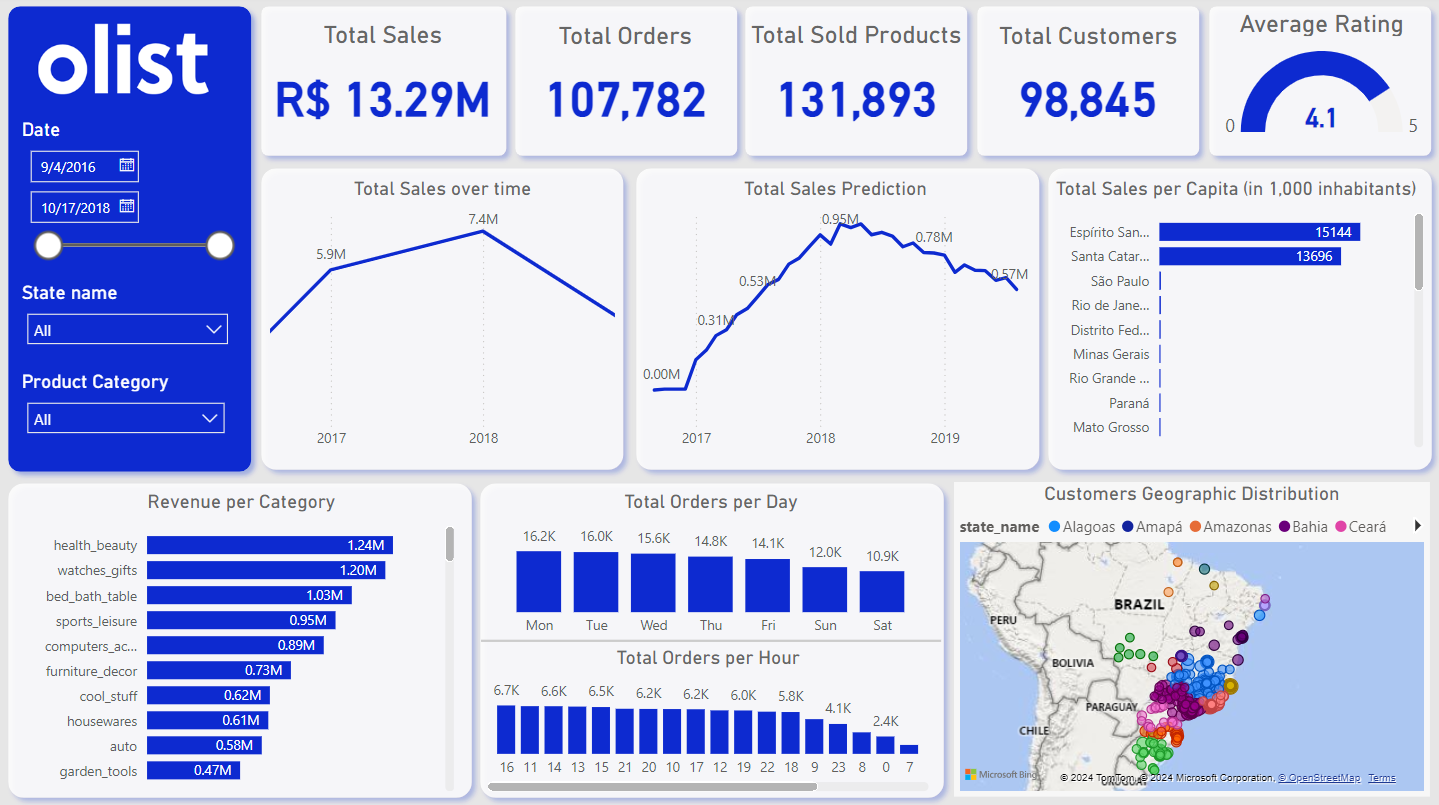 olist
Date
9/4/2016
10/17/2018
State name
All
Product Category
All
Total Sales
R$ 13.29M
Total Orders
107,782
Total Sold Products
131,893
Total Customers
98,845
Average Rating
4.1
0
5
Total Sales over time
5.9M
7.4M
2017
2018
Total Sales Prediction
0.00M
0.31M
0.53M
0.95M
0.78M
0.57M
2017
2018
2019
Total Sales per Capita (in 1,000 inhabitants)
Espírito San... 15144
Santa Catar... 13696
São Paulo
Rio de Jane...
Distrito Fed...
Minas Gerais
Rio Grande ...
Paraná
Mato Grosso
Revenue per Category
health_beauty 1.24M
watches_gifts 1.20M
bed_bath_table 1.03M
sports_leisure 0.95M
computers_ac... 0.89M
furniture_decor 0.73M
cool_stuff 0.62M
housewares 0.61M
auto 0.58M
garden_tools 0.47M
Total Orders per Day
16.2K 16.0K 15.6K 14.8K 14.1K 12.0K 10.9K
Mon Tue Wed Thu Fri Sun Sat
Total Orders per Hour
6.7K 6.6K 6.5K 6.2K 6.2K 6.0K 5.8K 4.1K 2.4K
16 11 14 13 15 21 20 10 17 12 19 22 18 9 23 8 0 7
Customers Geographic Distribution
state_name Alagoas Amapá Amazonas Bahia Ceará
BRAZIL
PERU
BOLIVIA
PARAGUAY
CHILE
URUGUAY
Microsoft Bing
© 2024 TomTom, © 2024 Microsoft Corporation, © OpenStreetMap Terms